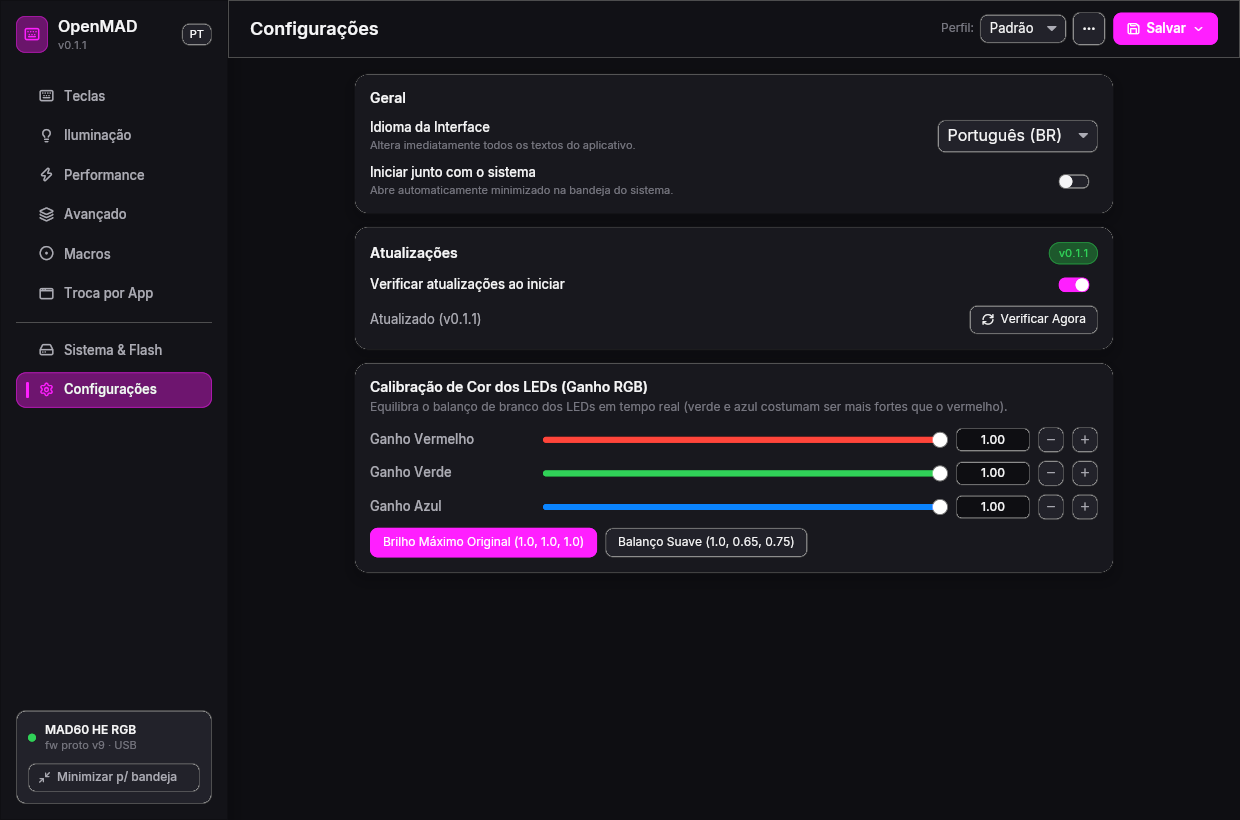 OpenMAD
v0.1.1
PT
Teclas
Iluminação
Performance
Avançado
Macros
Troca por App
Sistema & Flash
Configurações
MAD60 HE RGB
fw proto v9 · USB
Minimizar p/ bandeja
Configurações
Perfil:
Padrão
Salvar
Geral
Idioma da Interface
Altera imediatamente todos os textos do aplicativo.
Português (BR)
Iniciar junto com o sistema
Abre automaticamente minimizado na bandeja do sistema.
Atualizações
v0.1.1
Verificar atualizações ao iniciar
Atualizado (v0.1.1)
Verificar Agora
Calibração de Cor dos LEDs (Ganho RGB)
Equilibra o balanço de branco dos LEDs em tempo real (verde e azul costumam ser mais fortes que o vermelho).
Ganho Vermelho
1.00
Ganho Verde
1.00
Ganho Azul
1.00
Brilho Máximo Original (1.0, 1.0, 1.0)
Balanço Suave (1.0, 0.65, 0.75)